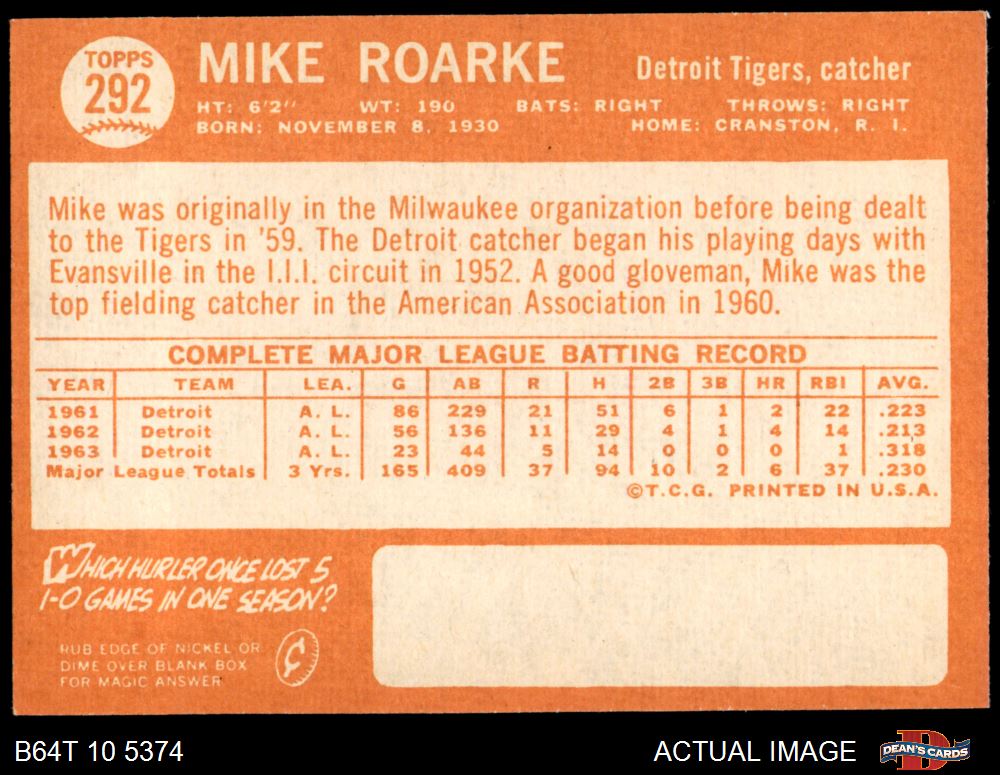 TOPPS
292
MIKE ROARKE
Detroit Tigers, catcher
HT: 6'2" WT: 190 BATS: RIGHT THROWS: RIGHT
BORN: NOVEMBER 8, 1930 HOME: CRANSTON, R. I.
Mike was originally in the Milwaukee organization before being dealt
to the Tigers in '59. The Detroit catcher began his playing days with
Evansville in the I.I.I. circuit in 1952. A good gloveman, Mike was the
top fielding catcher in the American Association in 1960.
COMPLETE MAJOR LEAGUE BATTING RECORD
YEAR TEAM LEA. G AB R H 2B 3B HR RBI AVG.
1961 Detroit A. L. 86 229 21 51 6 1 2 22 .223
1962 Detroit A. L. 56 136 11 29 4 1 4 14 .213
1963 Detroit A. L. 23 44 5 14 0 0 0 1 .318
Major League Totals 3 Yrs. 165 409 37 94 10 2 6 37 .230
©T.C.G. PRINTED IN U.S.A.
WHICH HURLER ONCE LOST 5
1-0 GAMES IN ONE SEASON?
RUB EDGE OF NICKEL OR
DIME OVER BLANK BOX
FOR MAGIC ANSWER
¢
B64T 10 5374
ACTUAL IMAGE
D
DEAN'S CARDS